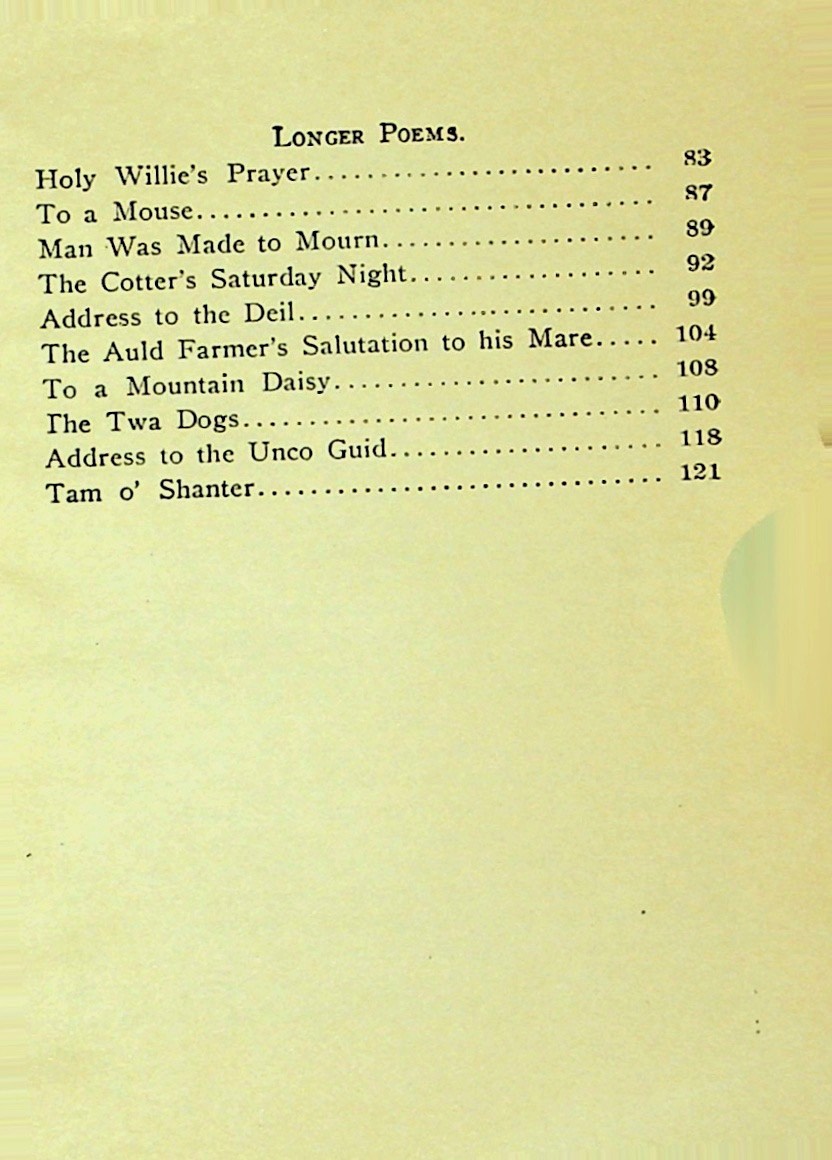 LONGER POEMS.
Holy Willie's Prayer.......................... 83
To a Mouse................................... 87
Man Was Made to Mourn..................... 89
The Cotter's Saturday Night................... 92
Address to the Deil............................ 99
The Auld Farmer's Salutation to his Mare..... 104
To a Mountain Daisy......................... 108
The Twa Dogs................................ 110
Address to the Unco Guid..................... 118
Tam o' Shanter............................... 121